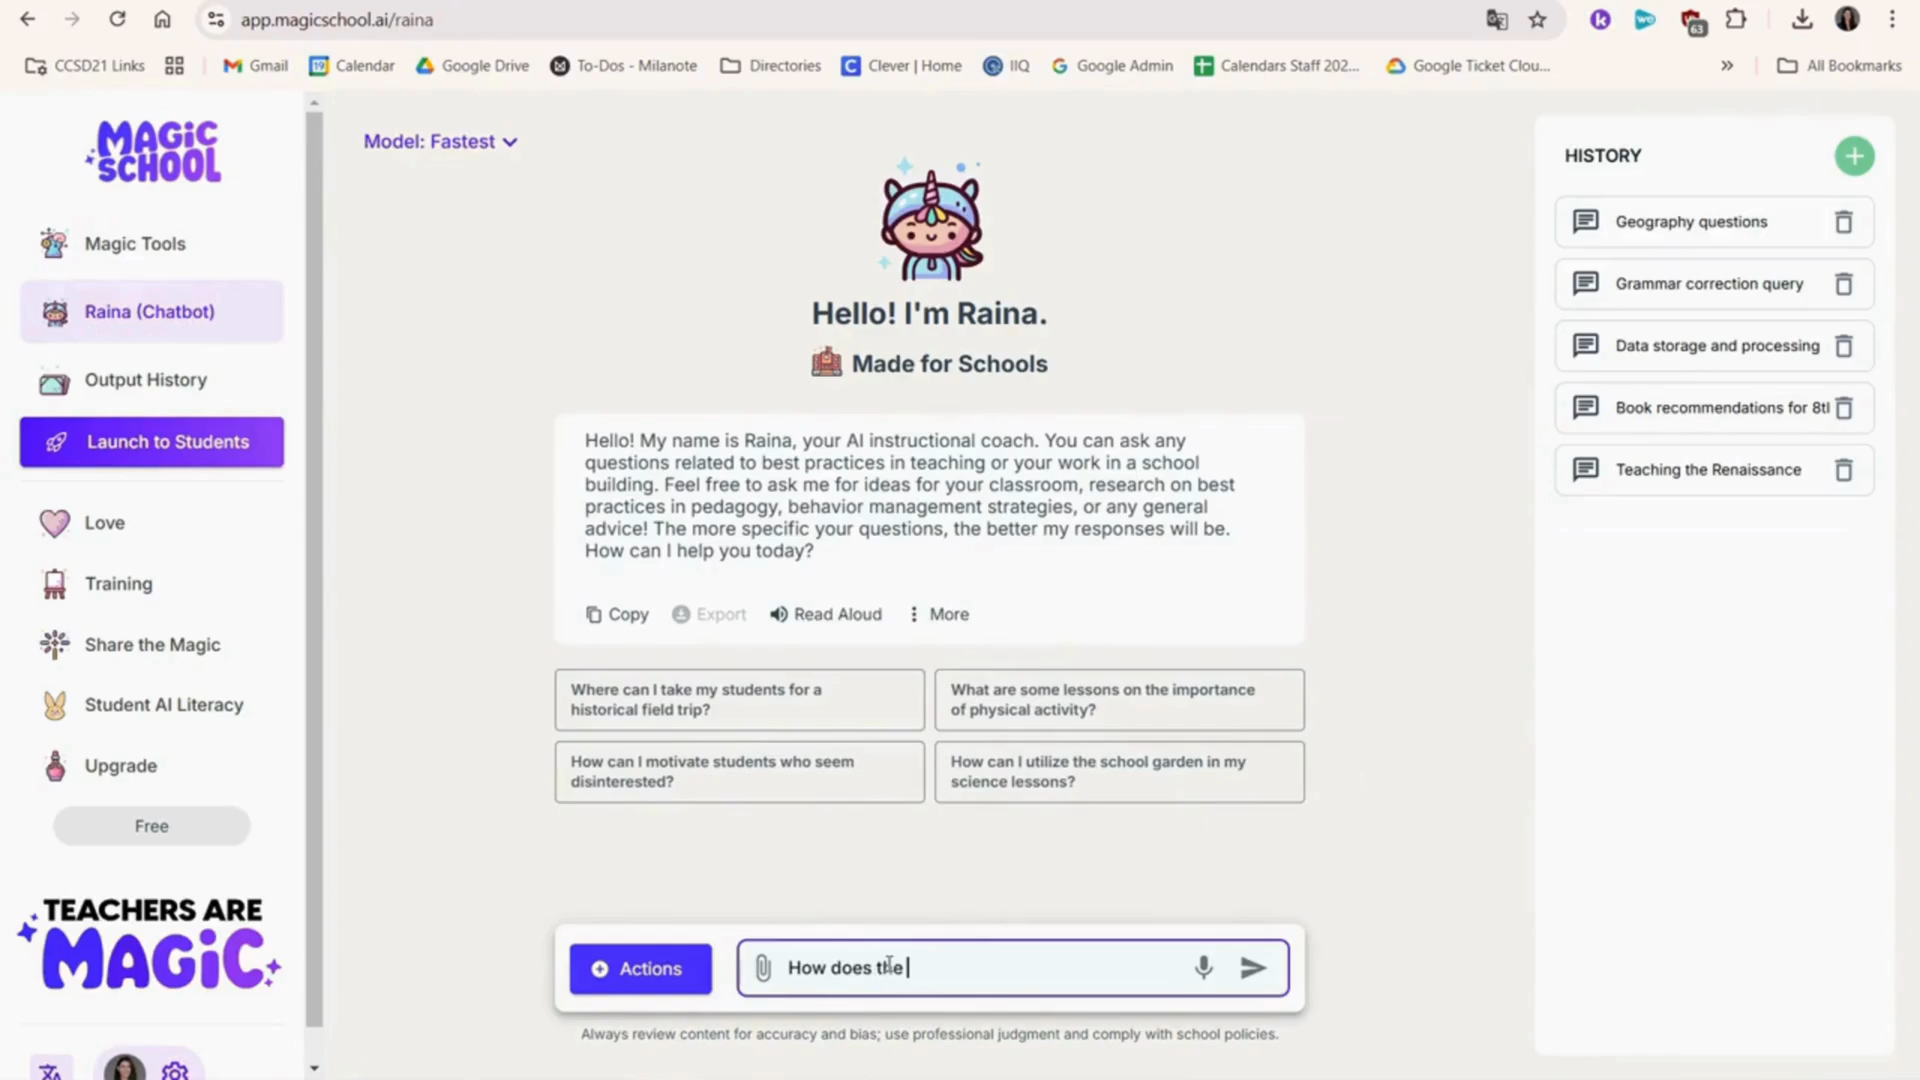 app.magicschool.ai/raina
63
CCSD21 Links
Gmail
19
Calendar
Google Drive
To-Dos - Milanote
Directories
Clever | Home
IIQ
Google Admin
Calendars Staff 202...
Google Ticket Clou...
All Bookmarks
MAGiC
SCHOOL
Magic Tools
Raina (Chatbot)
Output History
Launch to Students
Love
Training
Share the Magic
Student AI Literacy
Upgrade
Free
TEACHERS ARE
MAGiC
Model: Fastest
Hello! I'm Raina.
Made for Schools
Hello! My name is Raina, your AI instructional coach. You can ask any
questions related to best practices in teaching or your work in a school
building. Feel free to ask me for ideas for your classroom, research on best
practices in pedagogy, behavior management strategies, or any general
advice! The more specific your questions, the better my responses will be.
How can I help you today?
Copy
Export
Read Aloud
More
Where can I take my students for a
historical field trip?
What are some lessons on the importance
of physical activity?
How can I motivate students who seem
disinterested?
How can I utilize the school garden in my
science lessons?
Actions
How does the
Always review content for accuracy and bias; use professional judgment and comply with school policies.
HISTORY
Geography questions
Grammar correction query
Data storage and processing
Book recommendations for 8tl
Teaching the Renaissance